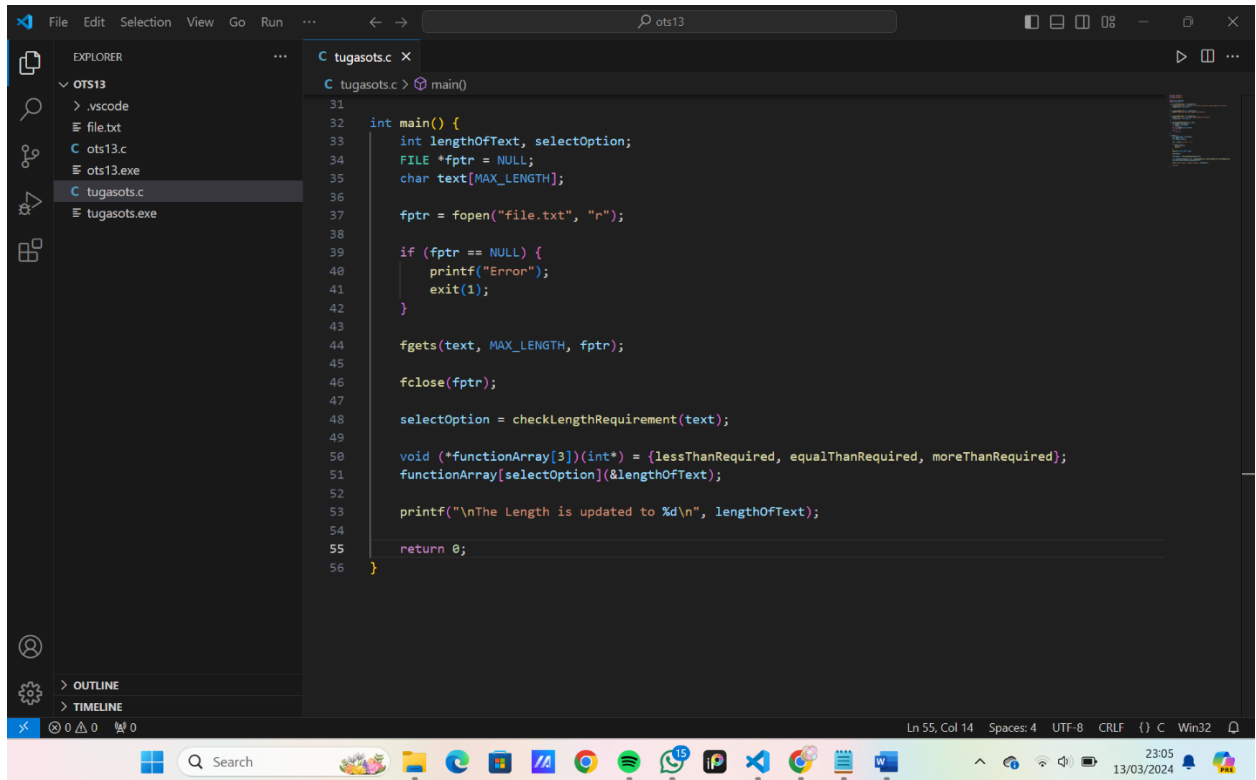 File Edit Selection View Go Run ··· ots13
EXPLORER ···
OTS13
.vscode
file.txt
C ots13.c
ots13.exe
C tugasots.c
tugasots.exe
OUTLINE
TIMELINE
C tugasots.c
C tugasots.c > main()
31
32 int main() {
33     int lengthOfText, selectOption;
34     FILE *fptr = NULL;
35     char text[MAX_LENGTH];
36
37     fptr = fopen("file.txt", "r");
38
39     if (fptr == NULL) {
40         printf("Error");
41         exit(1);
42     }
43
44     fgets(text, MAX_LENGTH, fptr);
45
46     fclose(fptr);
47
48     selectOption = checkLengthRequirement(text);
49
50     void (*functionArray[3])(int*) = {lessThanRequired, equalThanRequired, moreThanRequired};
51     functionArray[selectOption](&lengthOfText);
52
53     printf("\nThe Length is updated to %d\n", lengthOfText);
54
55     return 0;
56 }
0 0 0 Ln 55, Col 14 Spaces: 4 UTF-8 CRLF {} C Win32
Search 15 23:05
13/03/2024
PRE